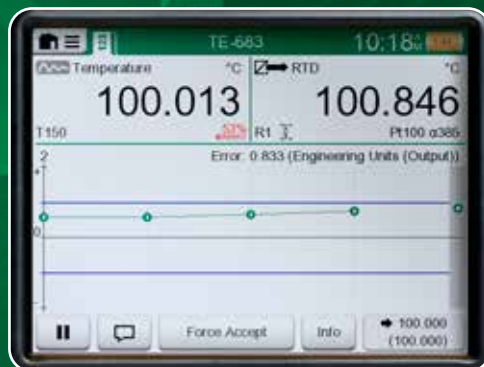 TE-683 10:18
Temperature °C
100.013
T150
RTD °C
100.846
R1 Pt100 α385
2
Error: 0.833 (Engineering Units (Output))
0
Force Accept Info 100.000
(100.000)